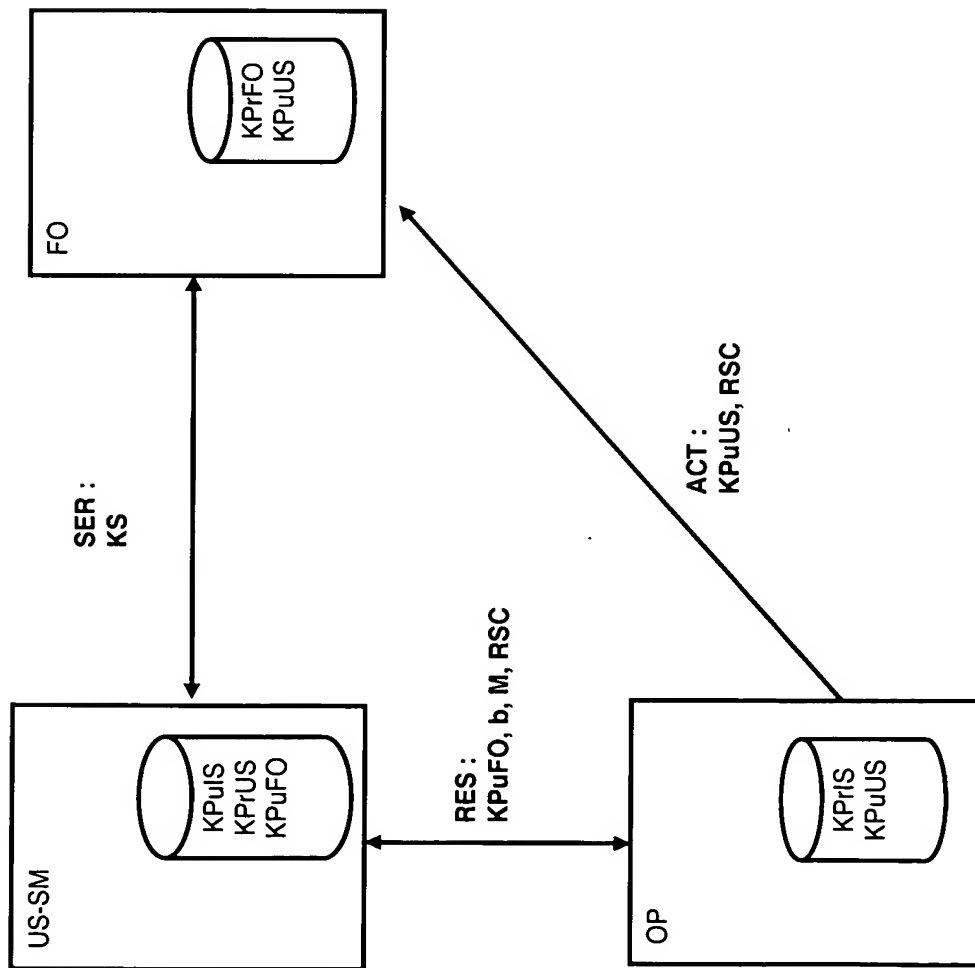 US-SM
KPuIS
KPrUS
KPuFO
SER :
KS
FO
KPrFO
KPuUS
RES :
KPuFO, b, M, RSC
ACT :
KPuUS, RSC
OP
KPrIS
KPuUS